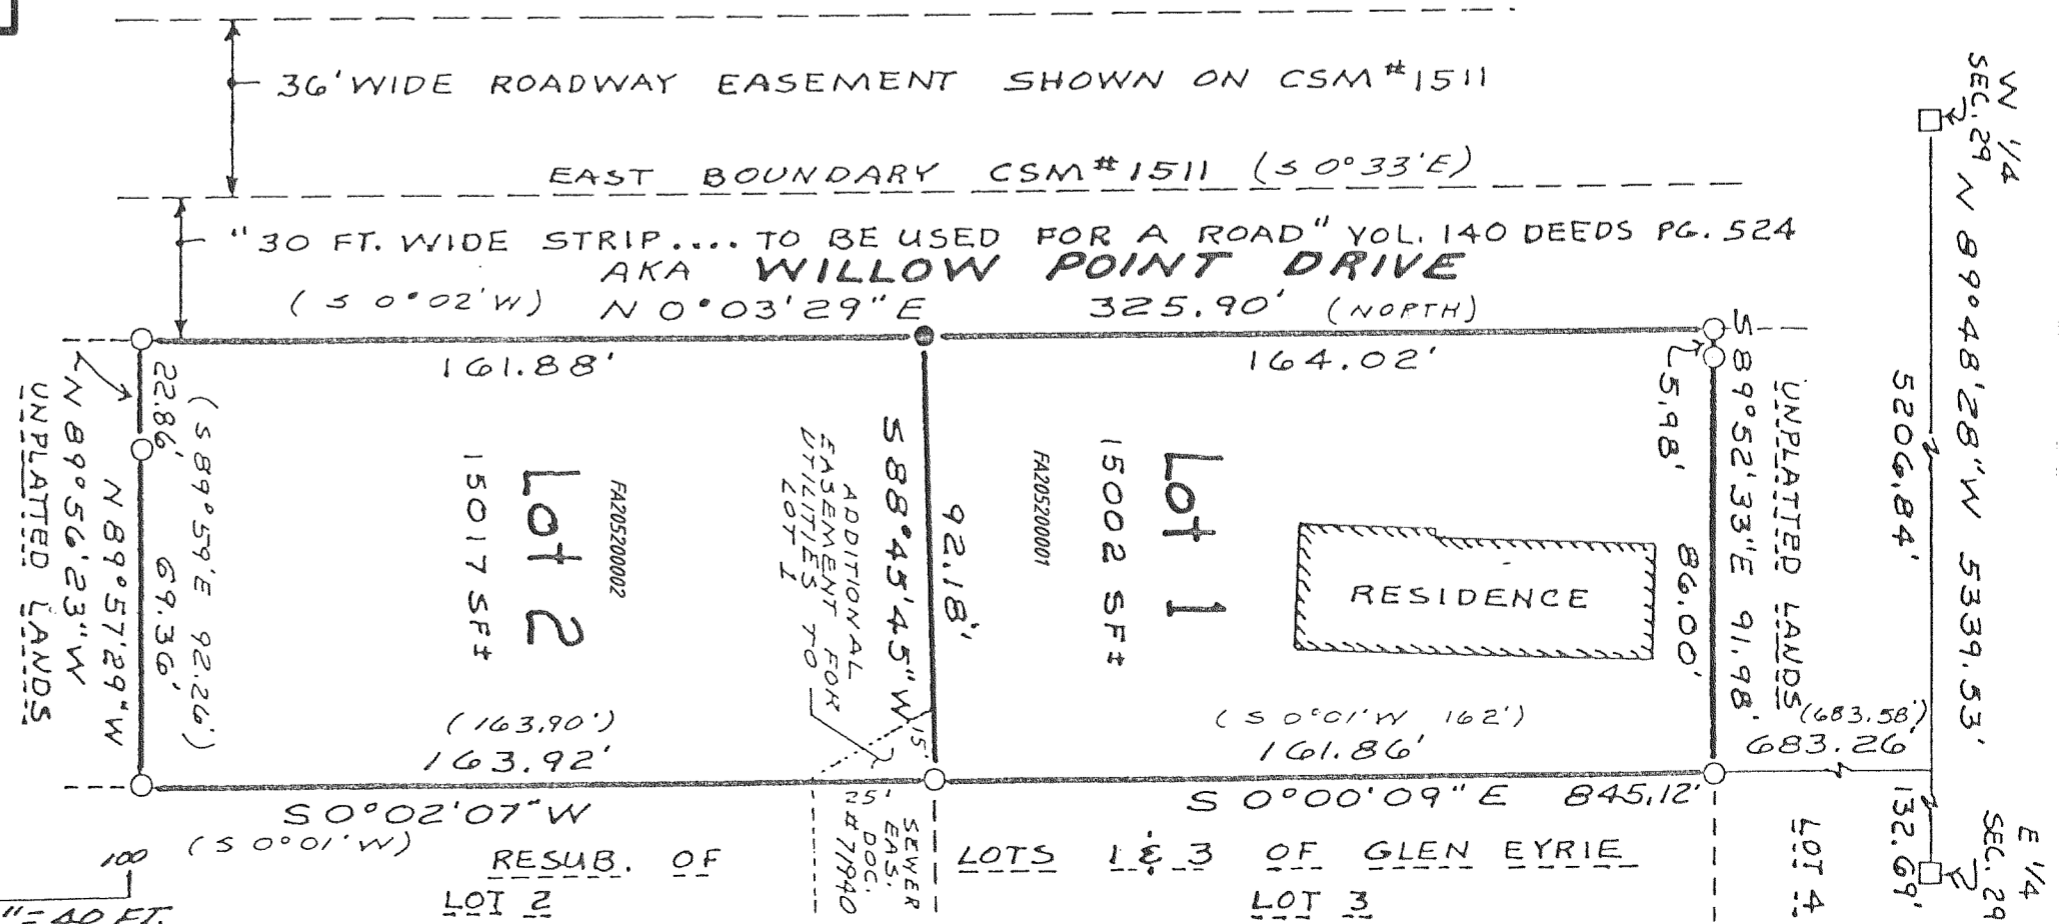 36' WIDE ROADWAY EASEMENT SHOWN ON CSM#1511
EAST BOUNDARY CSM#1511 (S 0°33'E)
"30 FT. WIDE STRIP.... TO BE USED FOR A ROAD" VOL. 140 DEEDS PG. 524
AKA WILLOW POINT DRIVE
(S 0°02'W) N 0°03'29"E 325.90' (NORTH)
161.88'
164.02'
W 1/4
SEC. 29
N 89°48'28"W 5339.53'
5206.84'
132.69'
E 1/4
SEC. 29
UNPLATTED LANDS
S 89°52'33"E 91.98'
5.98'
86.00'
(683.58')
683.26'
LOT 4
RESIDENCE
Lot 1
15002 SF±
FA205200001
(S 0°01'W 162')
161.86'
S 0°00'09"E 845.12'
92.18'
S 88°45'45"W
15'
ADDITIONAL
EASEMENT FOR
UTILITIES TO
LOT 1
FA205200002
Lot 2
15017 SF±
(163.90')
163.92'
S 0°02'07"W
(S 0°01'W)
(S 89°59'E 92.26')
22.86'
69.36'
N 89°57'29"W
N 89°56'23"W
UNPLATTED LANDS
SEWER
25' EAS.
DOC.
#71940
RESUB. OF LOTS 1 & 3 OF GLEN EYRIE
LOT 2
LOT 3
100
"=40 FT.